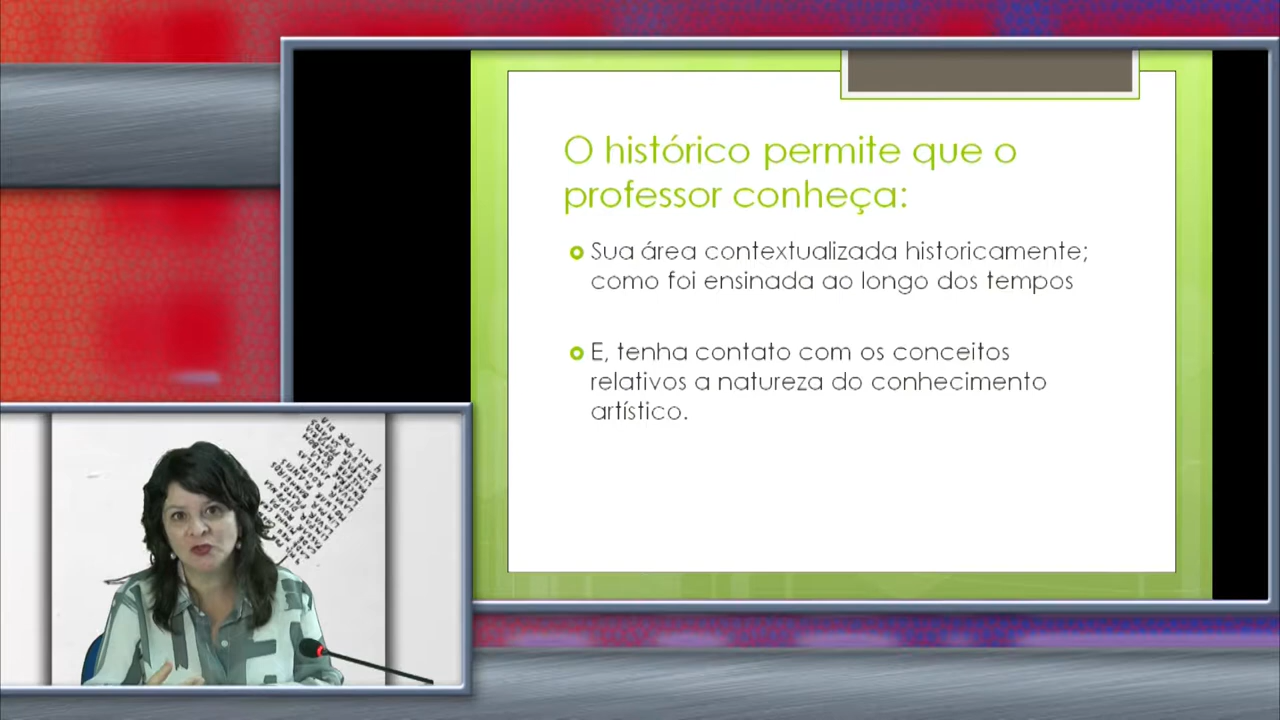 O histórico permite que o
professor conheça:
Sua área contextualizada historicamente;
como foi ensinada ao longo dos tempos
E, tenha contato com os conceitos
relativos a natureza do conhecimento
artístico.